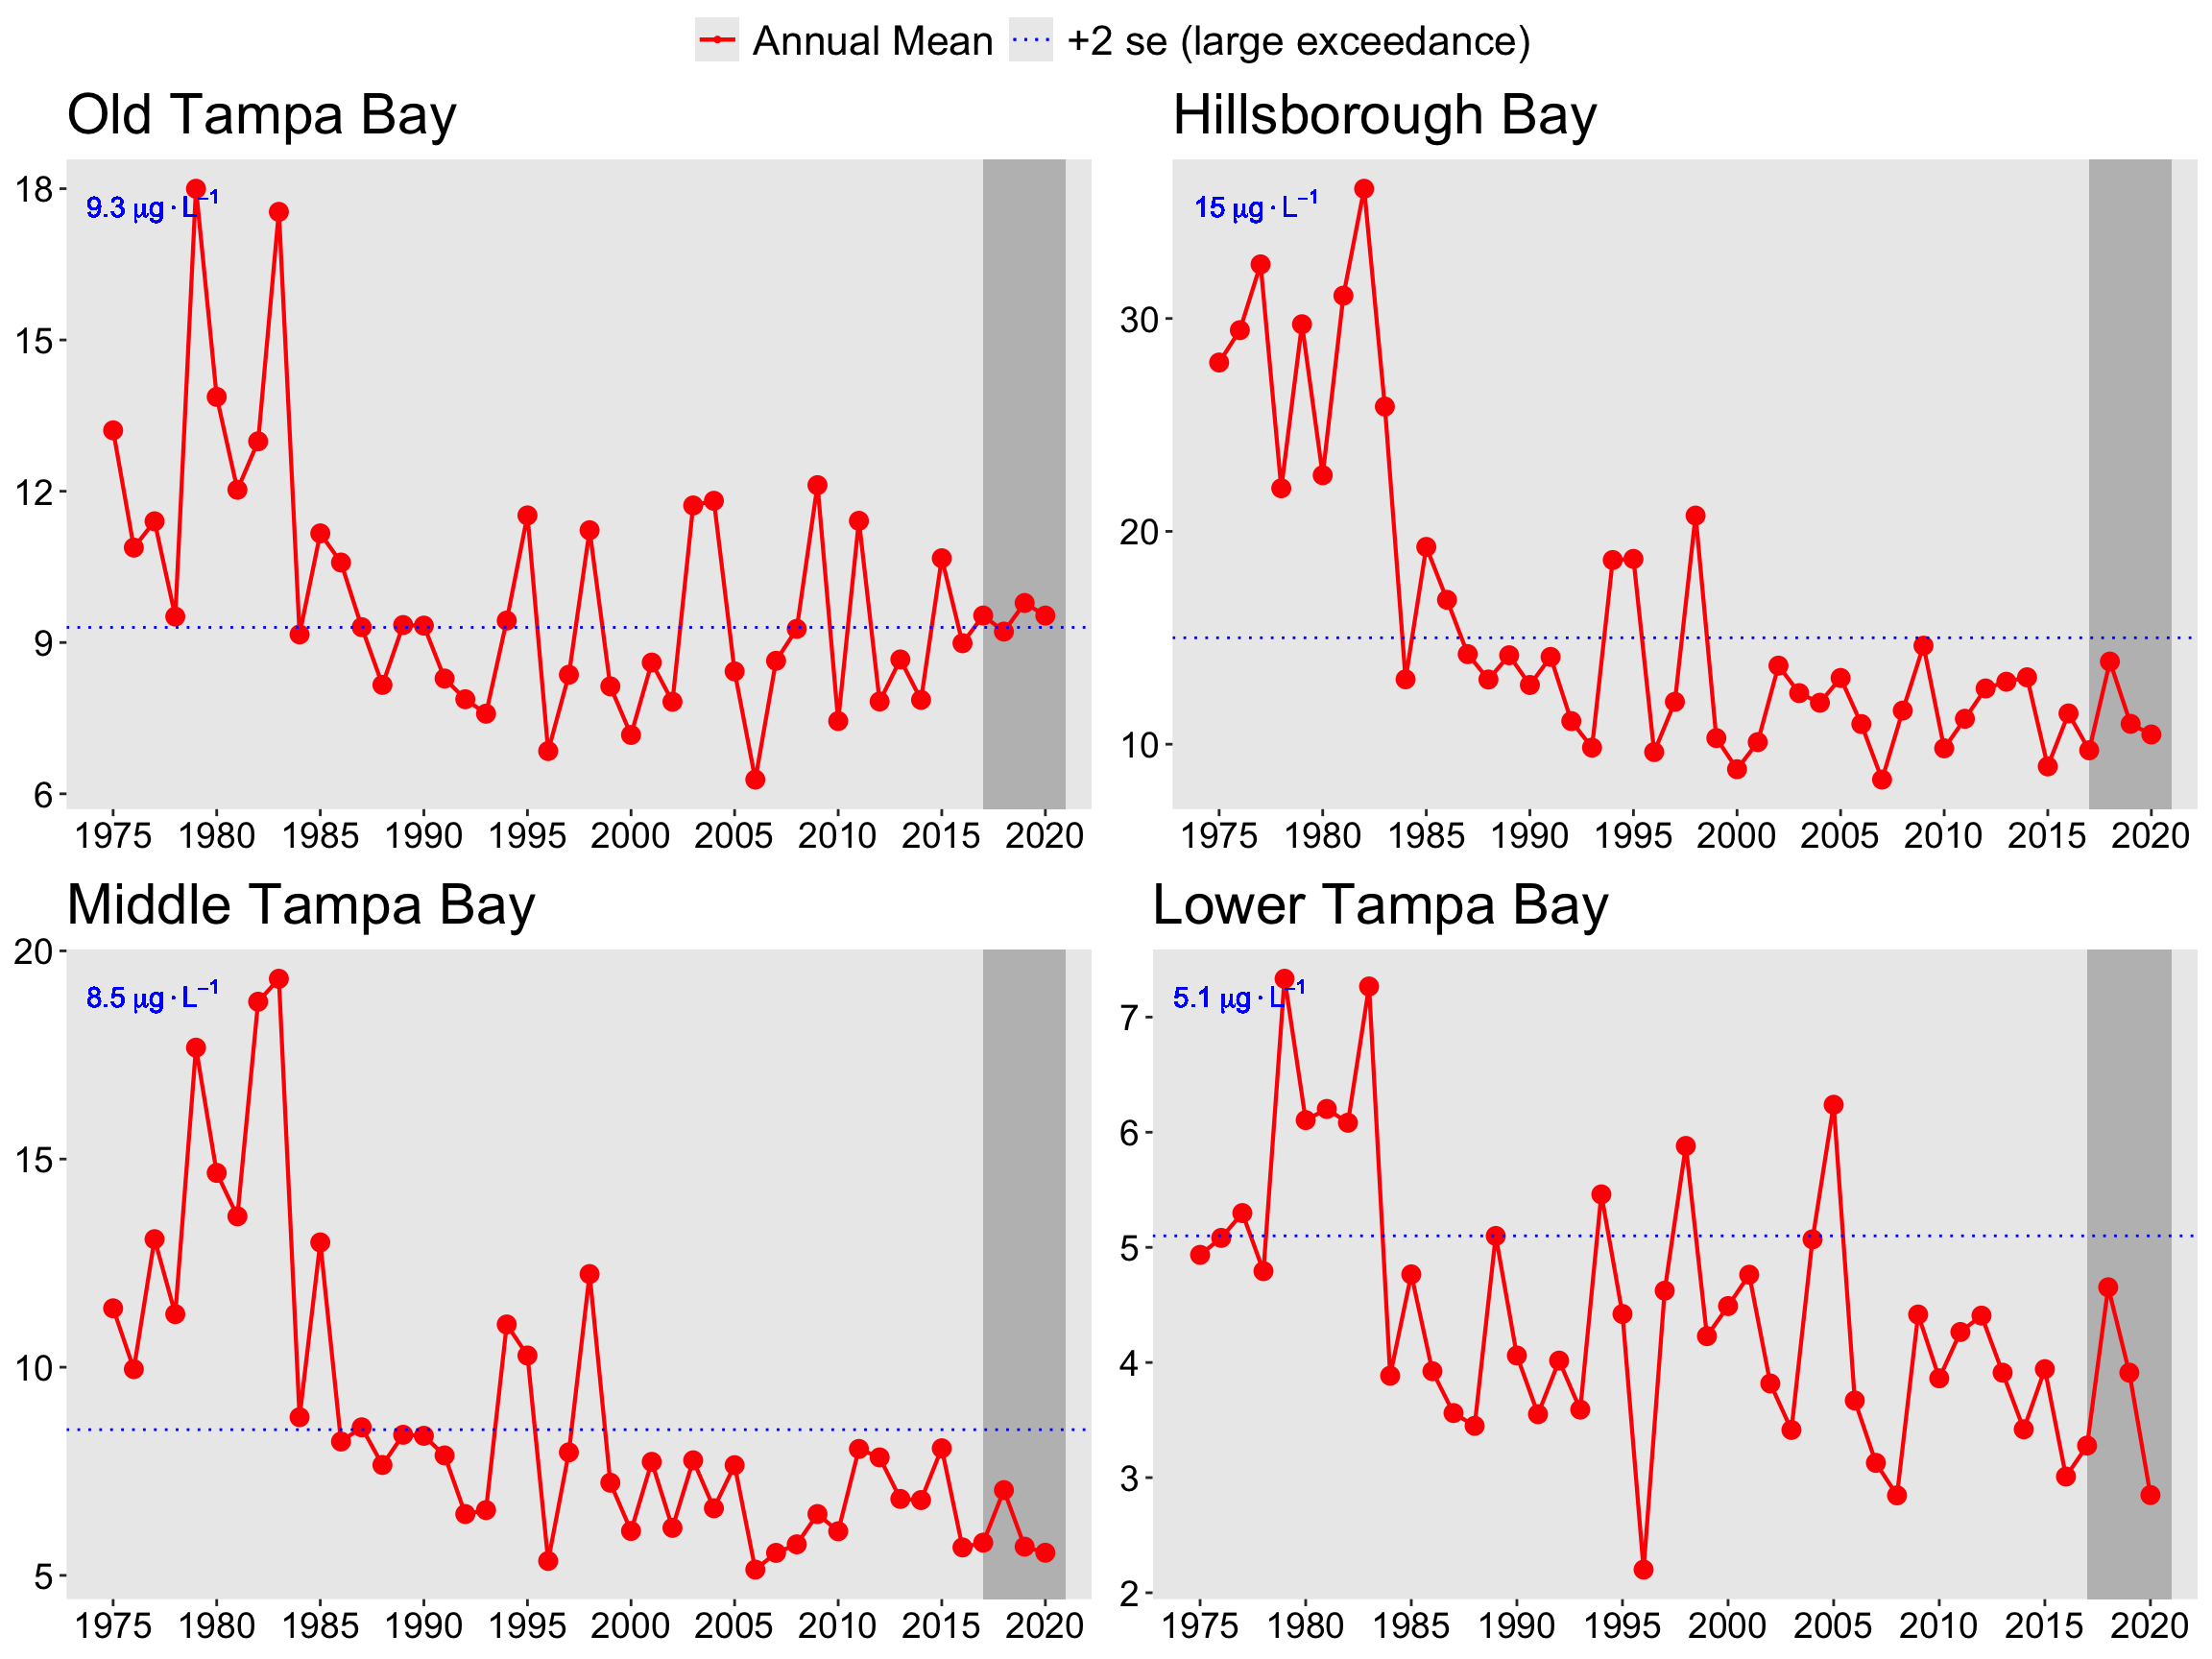 Annual Mean +2 se (large exceedance)
Old Tampa Bay
18
15
12
9
6
9.3 μg·L⁻¹
1975 1980 1985 1990 1995 2000 2005 2010 2015 2020
Hillsborough Bay
30
20
10
15 μg·L⁻¹
1975 1980 1985 1990 1995 2000 2005 2010 2015 2020
Middle Tampa Bay
20
15
10
5
8.5 μg·L⁻¹
1975 1980 1985 1990 1995 2000 2005 2010 2015 2020
Lower Tampa Bay
7
6
5
4
3
2
5.1 μg·L⁻¹
1975 1980 1985 1990 1995 2000 2005 2010 2015 2020